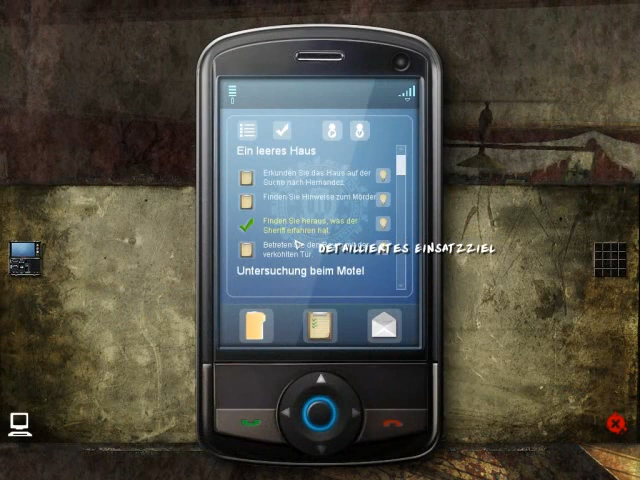 Ein leeres Haus
Erkunden Sie das Haus auf der
Suche nach Hernandez.
Finden Sie Hinweise zum Mörder
Finden Sie heraus, was der
Sheriff erfahren hat.
Betreten
verkohlten Tür.
DETAILLIERTES EINSATZZIEL
Untersuchung beim Motel